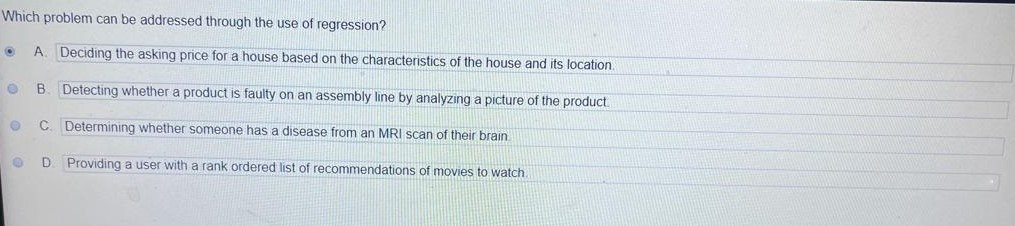 Which problem can be addressed through the use of regression?
A. Deciding the asking price for a house based on the characteristics of the house and its location.
B. Detecting whether a product is faulty on an assembly line by analyzing a picture of the product.
C. Determining whether someone has a disease from an MRI scan of their brain.
D. Providing a user with a rank ordered list of recommendations of movies to watch.